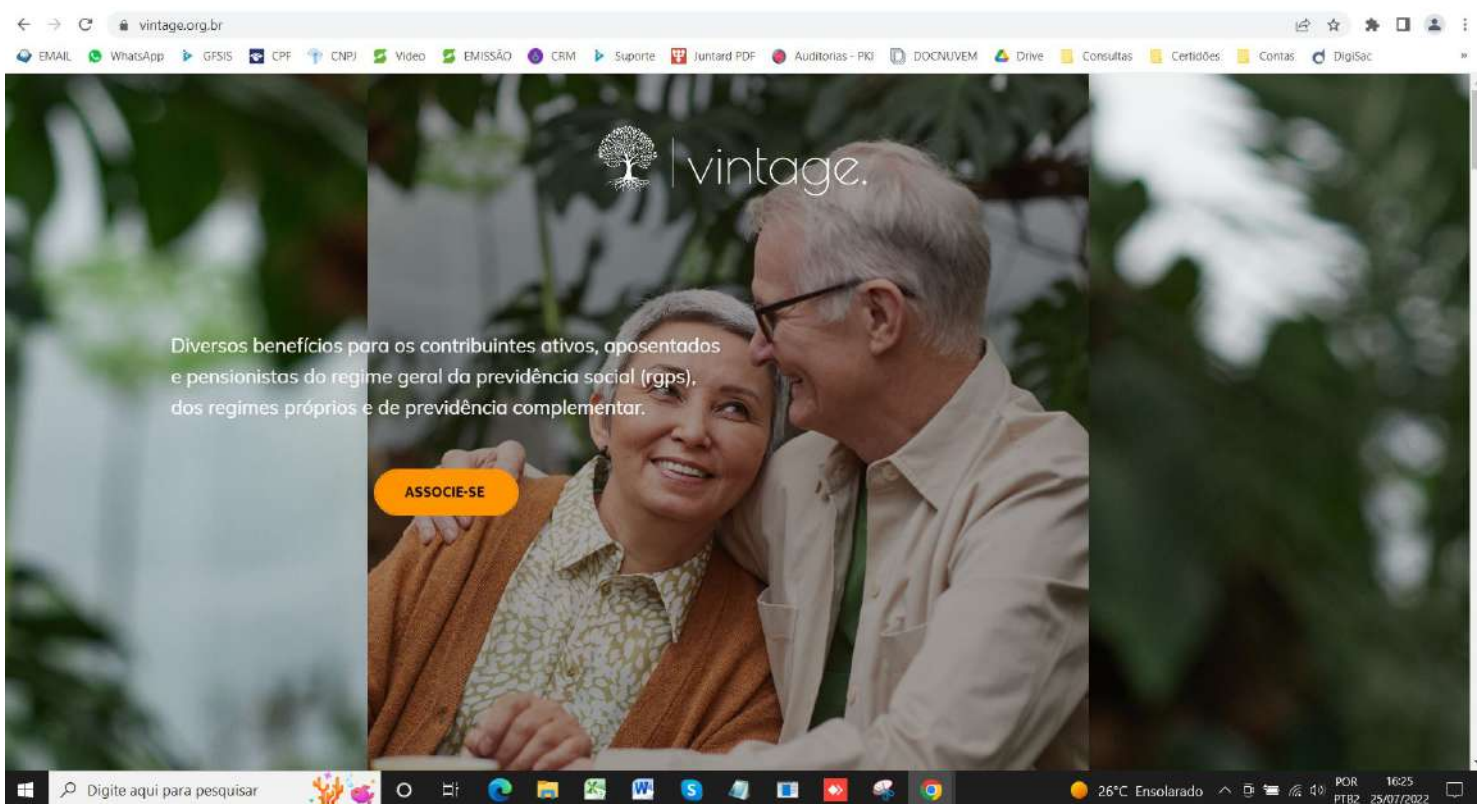 vintage.org.br
EMAIL WhatsApp GFSIS CPF CNPJ Video EMISSÃO CRM Suporte Juntard PDF Auditorias - PKI DOCNUVEM Drive Consultas Certidões Contas DigiSac »
vintage.
Diversos benefícios para os contribuintes ativos, aposentados
e pensionistas do regime geral da previdência social (rgps),
dos regimes próprios e de previdência complementar.
ASSOCIE-SE
Digite aqui para pesquisar
26°C Ensolarado
POR 16:25
PTB2 25/07/2022